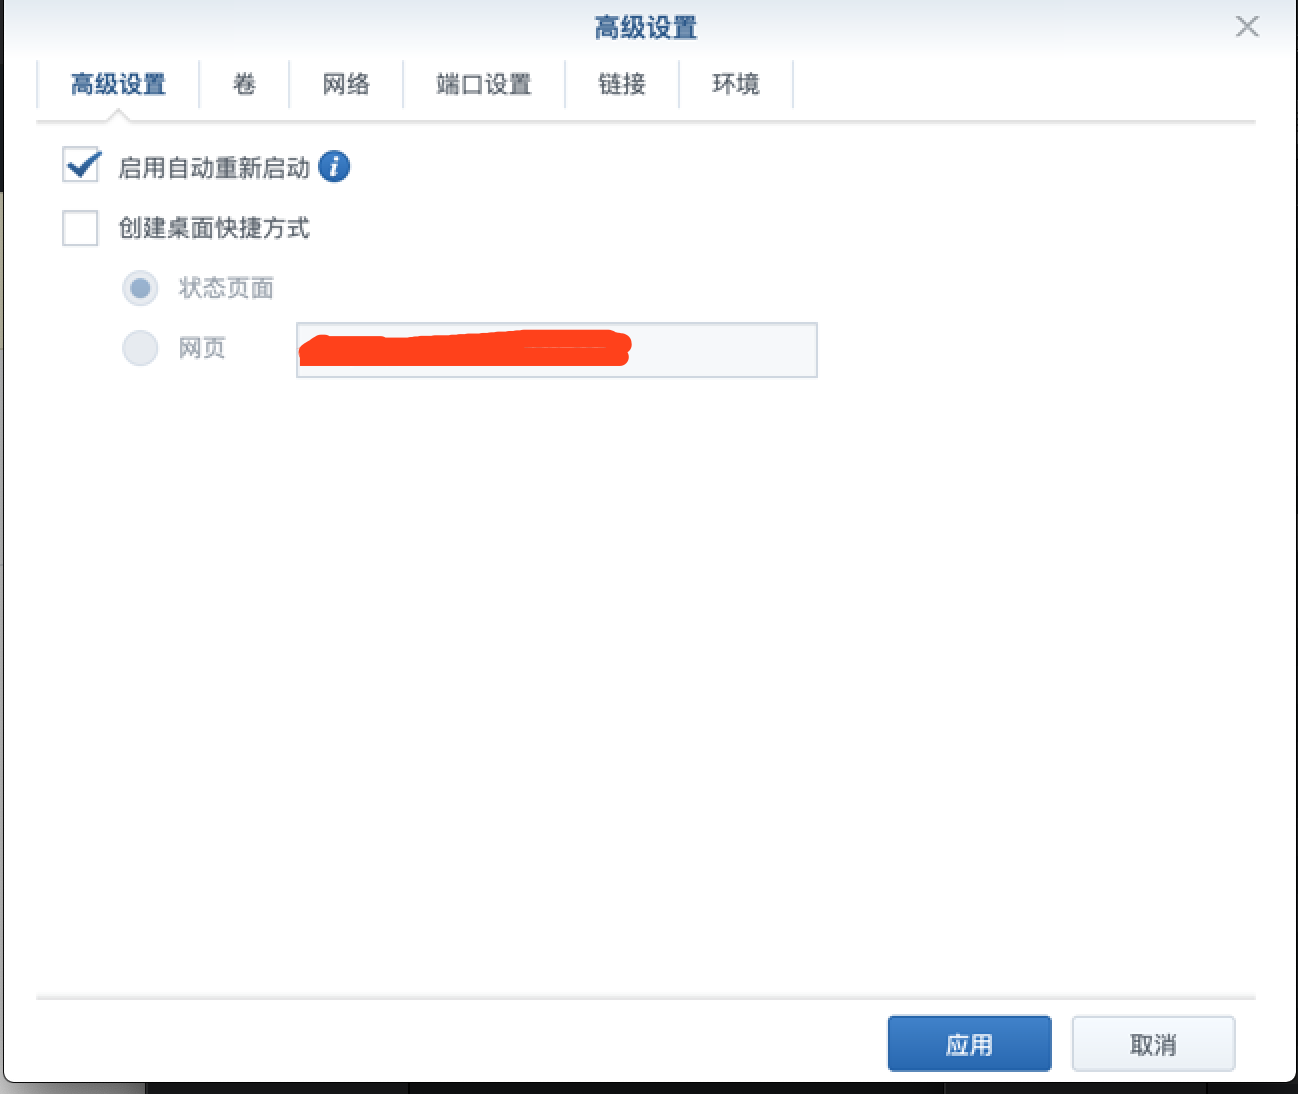 高级设置
高级设置 卷 网络 端口设置 链接 环境
启用自动重新启动 i
创建桌面快捷方式
状态页面
网页
应用 取消